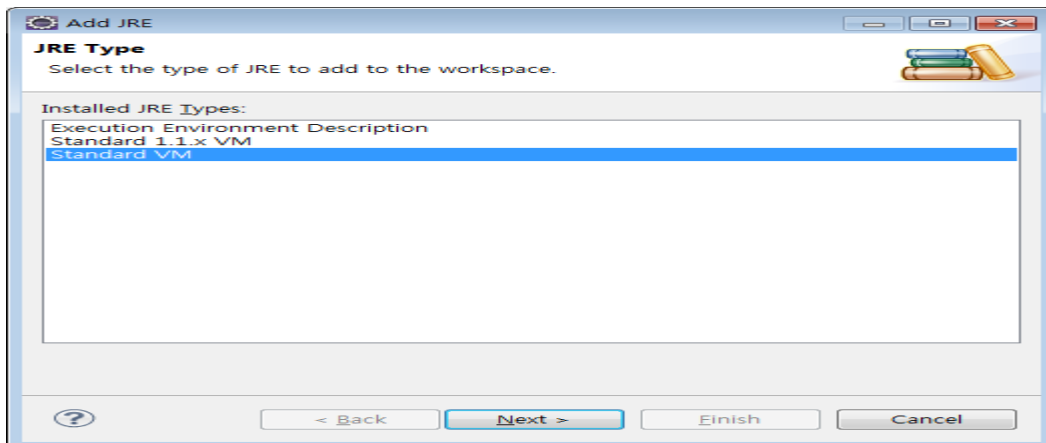 Add JRE
JRE Type
Select the type of JRE to add to the workspace.
Installed JRE Types:
Execution Environment Description
Standard 1.1.x VM
Standard VM
?
< Back
Next >
Finish
Cancel